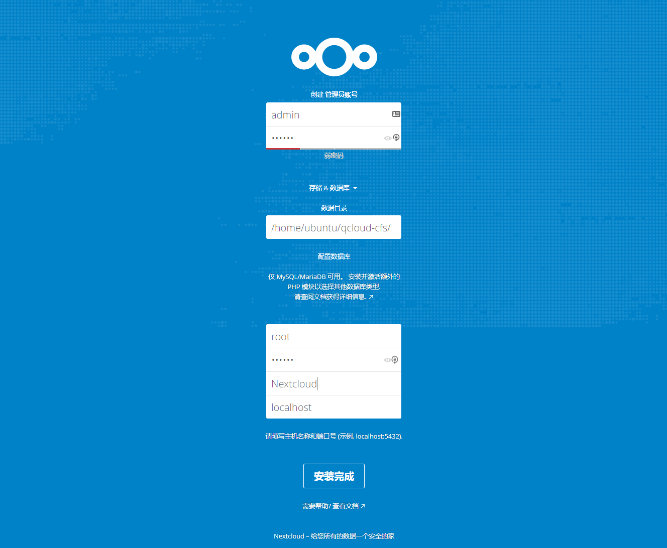 创建 管理员账号
admin
••••••
弱密码
存储 & 数据库
数据目录
/home/ubuntu/qcloud-cfs/
配置数据库
仅 MySQL/MariaDB 可用。 安装并激活额外的
PHP 模块以选择其他数据库类型.
请查阅文档获得详细信息. ↗
root
••••••
Nextcloud
localhost
请填写主机名称和端口号 (示例, localhost:5432).
安装完成
需要帮助? 查看文档 ↗
Nextcloud – 给您所有的数据一个安全的家